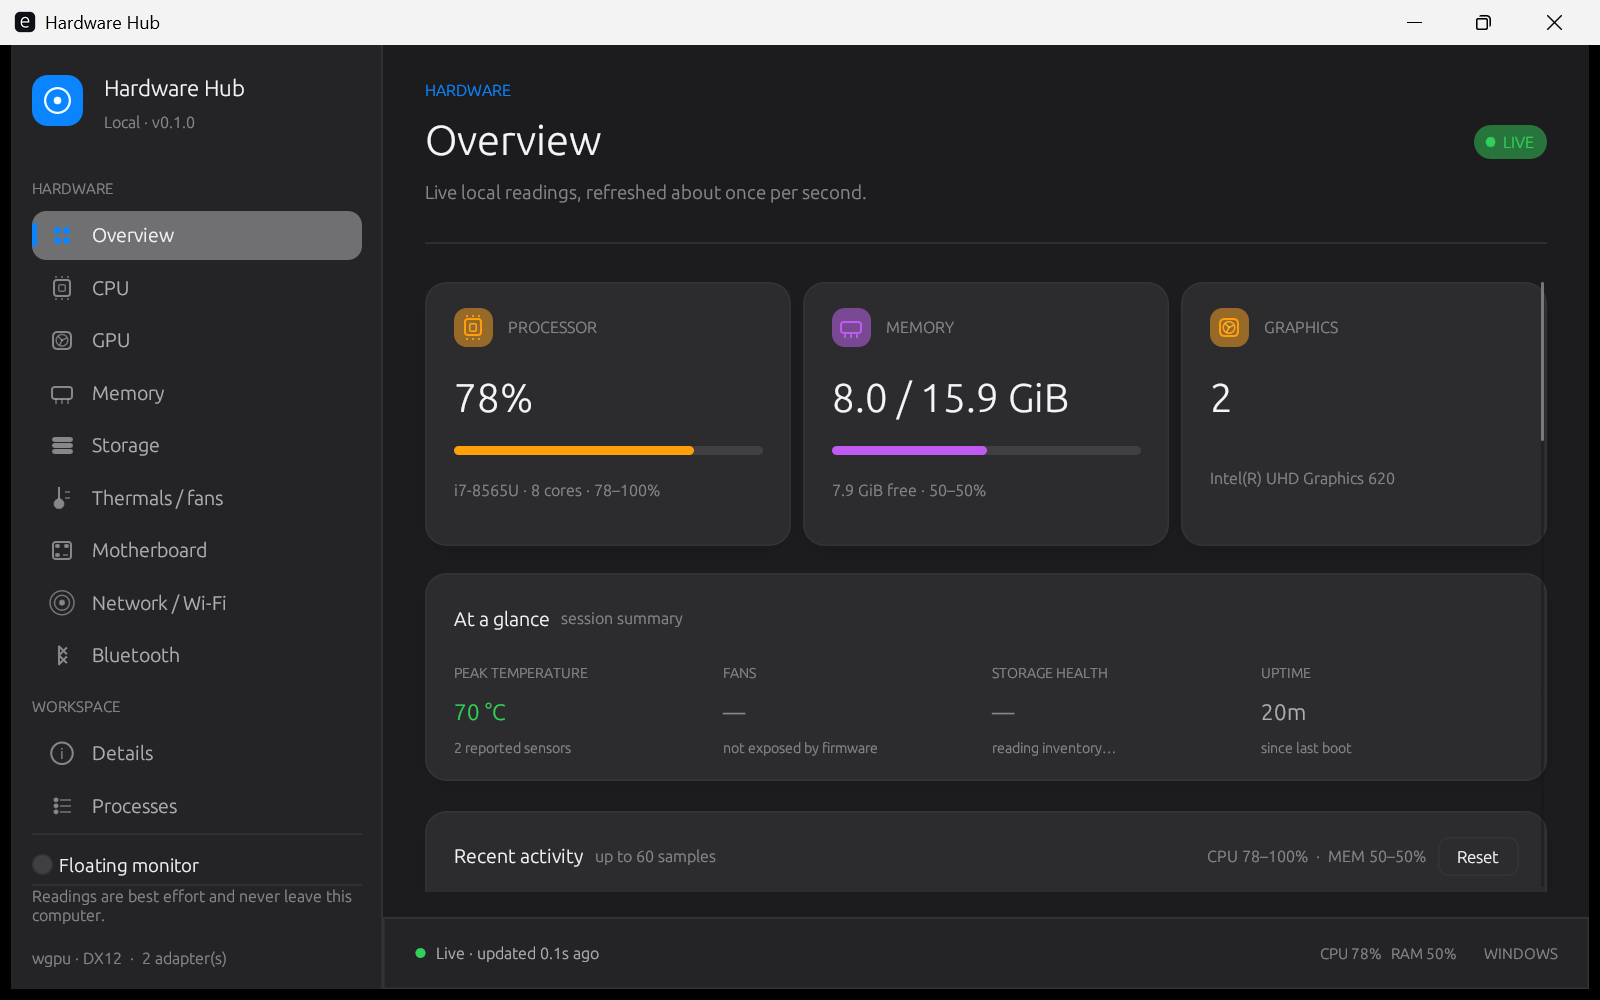 Hardware Hub
Hardware Hub
Local · v0.1.0
HARDWARE
Overview
CPU
GPU
Memory
Storage
Thermals / fans
Motherboard
Network / Wi-Fi
Bluetooth
WORKSPACE
Details
Processes
Floating monitor
Readings are best effort and never leave this
computer.
wgpu · DX12 · 2 adapter(s)
HARDWARE
Overview
LIVE
Live local readings, refreshed about once per second.
PROCESSOR
78%
i7-8565U · 8 cores · 78–100%
MEMORY
8.0 / 15.9 GiB
7.9 GiB free · 50–50%
GRAPHICS
2
Intel(R) UHD Graphics 620
At a glance session summary
PEAK TEMPERATURE
70 °C
2 reported sensors
FANS
—
not exposed by firmware
STORAGE HEALTH
—
reading inventory…
UPTIME
20m
since last boot
Recent activity up to 60 samples
CPU 78–100% · MEM 50–50%
Reset
Live · updated 0.1s ago
CPU 78% RAM 50% WINDOWS